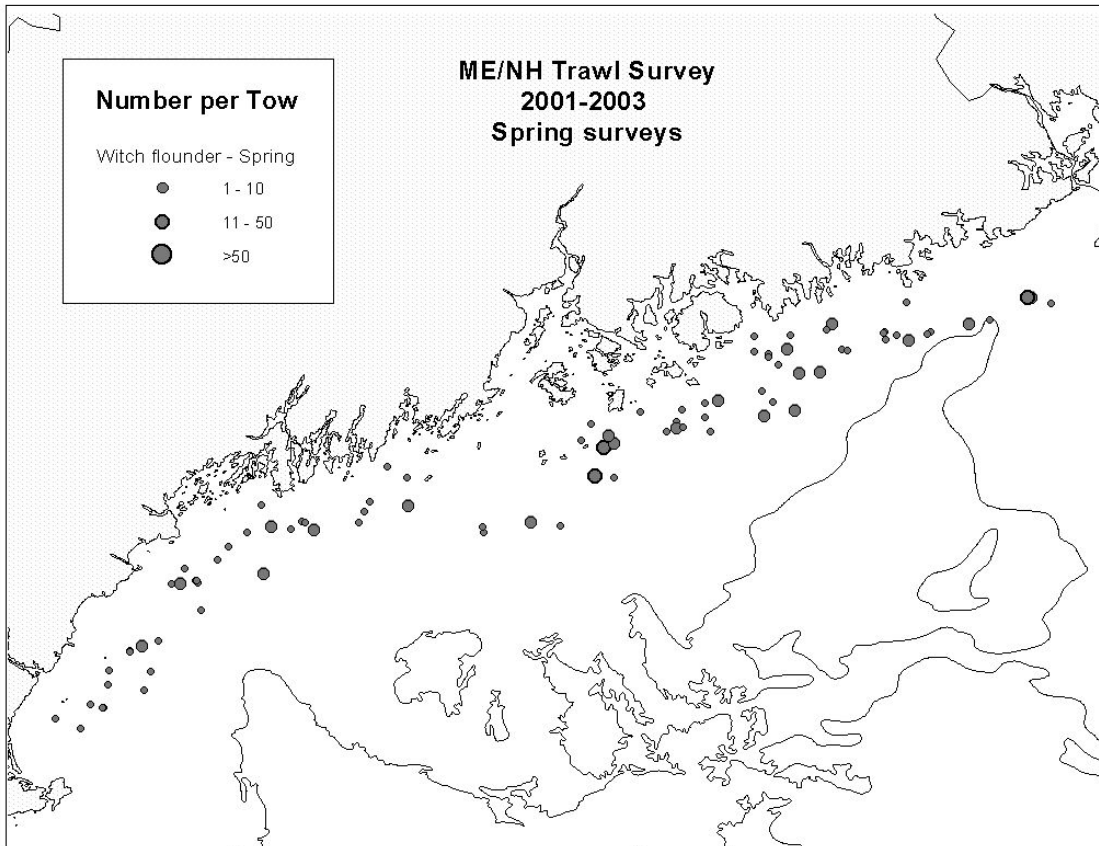 ME/NH Trawl Survey
2001-2003
Spring surveys
Number per Tow
Witch flounder - Spring
1 - 10
11 - 50
>50